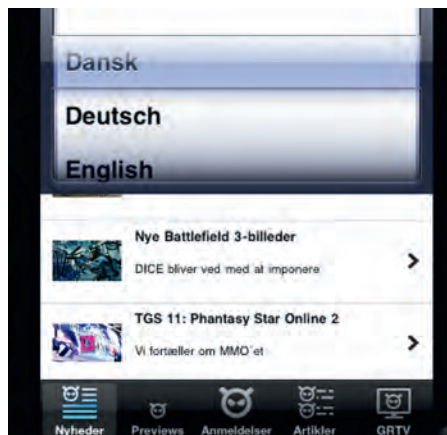 Dansk
Deutsch
English
Nye Battlefield 3-billeder
DICE bliver ved med at imponere
TGS 11: Phantasy Star Online 2
Vi fortæller om MMO´et
Nyheder Previews Anmeldelser Artikler GRTV